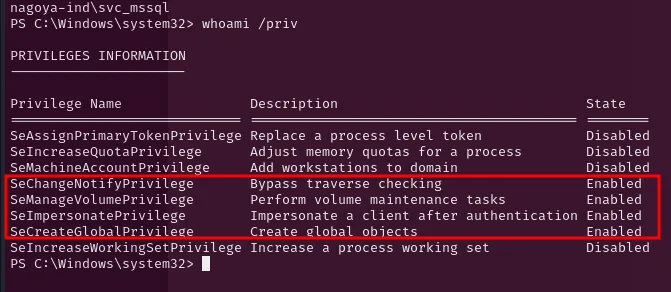 nagoya-ind\svc_mssql
PS C:\Windows\system32> whoami /priv
PRIVILEGES INFORMATION
----------------------
Privilege Name                Description                               State
============================= ========================================= ========
SeAssignPrimaryTokenPrivilege Replace a process level token             Disabled
SeIncreaseQuotaPrivilege      Adjust memory quotas for a process        Disabled
SeMachineAccountPrivilege     Add workstations to domain                Disabled
SeChangeNotifyPrivilege       Bypass traverse checking                  Enabled
SeManageVolumePrivilege       Perform volume maintenance tasks          Enabled
SeImpersonatePrivilege        Impersonate a client after authentication Enabled
SeCreateGlobalPrivilege       Create global objects                     Enabled
SeIncreaseWorkingSetPrivilege Increase a process working set            Disabled
PS C:\Windows\system32>